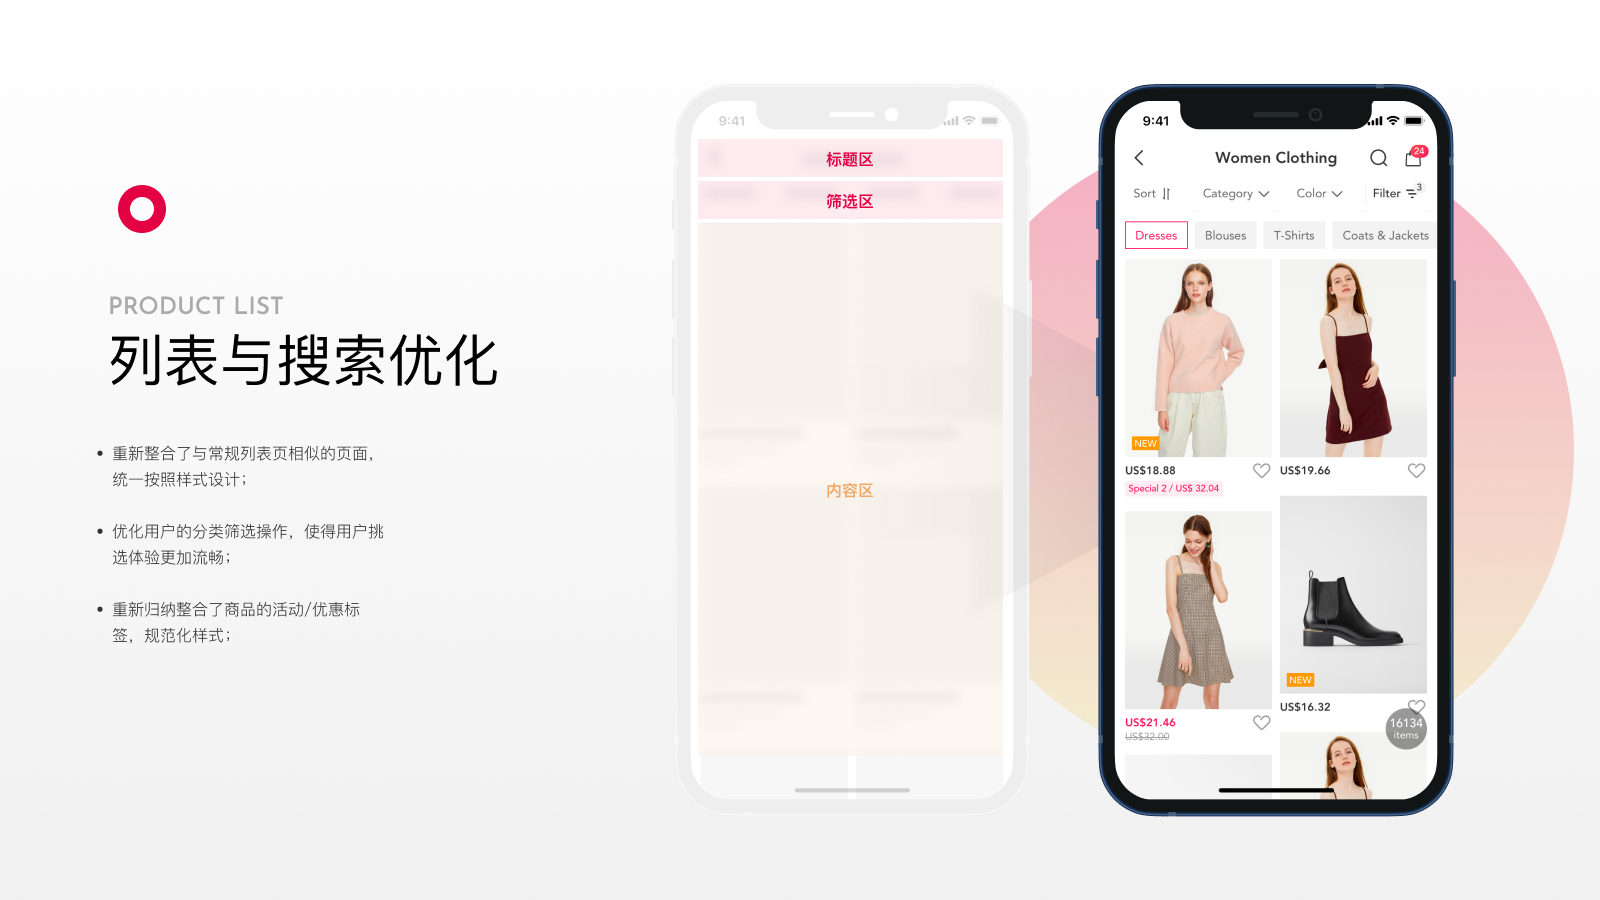 PRODUCT LIST
列表与搜索优化
• 重新整合了与常规列表页相似的页面，
统一按照样式设计；
• 优化用户的分类筛选操作，使得用户挑
选体验更加流畅；
• 重新归纳整合了商品的活动/优惠标
签，规范化样式；
9:41
标题区
筛选区
内容区
9:41
Women Clothing
24
Sort
Category
Color
Filter
3
Dresses
Blouses
T-Shirts
Coats & Jackets
NEW
US$18.88
Special 2 / US$ 32.04
US$19.66
US$21.46
US$32.00
NEW
US$16.32
16134
items